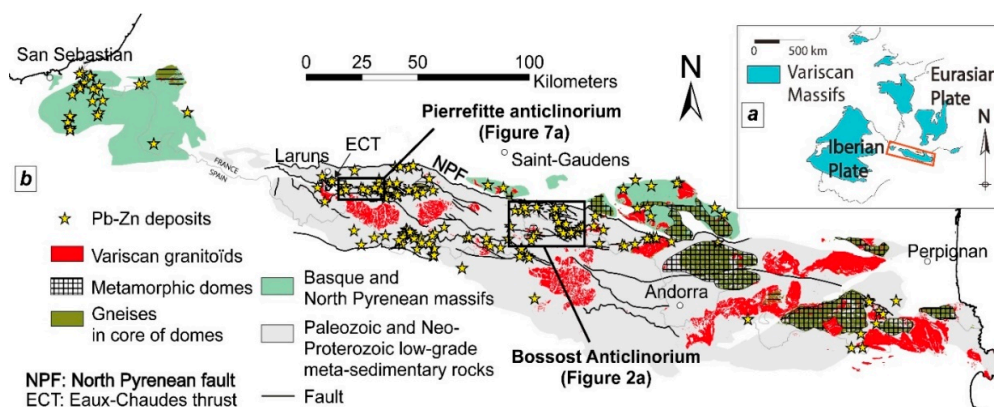 San Sebastian
0 20 40 60 100
Kilometers
N
Pierrefitte anticlinorium
(Figure 7a)
Laruns
ECT
NPF
Saint-Gaudens
FRANCE
SPAIN
b
Pb-Zn deposits
Variscan granitoïds
Metamorphic domes
Gneises
in core of domes
Basque and
North Pyrenean massifs
Paleozoic and Neo-
Proterozoic low-grade
meta-sedimentary rocks
NPF: North Pyrenean fault
ECT: Eaux-Chaudes thrust
Fault
Andorra
Perpignan
Bossost Anticlinorium
(Figure 2a)
0 500 km
Variscan
Massifs
Eurasian
Plate
a
N
Iberian
Plate